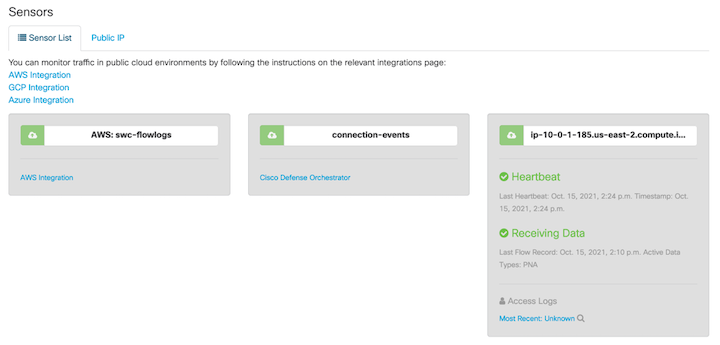 Sensors
Sensor List
Public IP
You can monitor traffic in public cloud environments by following the instructions on the relevant integrations page:
AWS Integration
GCP Integration
Azure Integration
AWS: swc-flowlogs
AWS Integration
connection-events
Cisco Defense Orchestrator
ip-10-0-1-185.us-east-2.compute.i...
Heartbeat
Last Heartbeat: Oct. 15, 2021, 2:24 p.m. Timestamp: Oct.
15, 2021, 2:24 p.m.
Receiving Data
Last Flow Record: Oct. 15, 2021, 2:10 p.m. Active Data
Types: PNA
Access Logs
Most Recent: Unknown